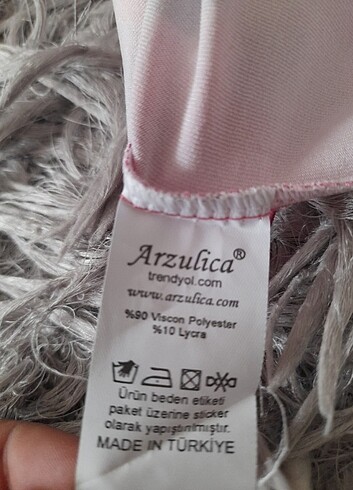 Arzulica®
trendyol.com
www.arzulica.com
%90 Viscon Polyester
%10 Lycra
Ürün beden etiketi
paket üzerine sticker
olarak yapıştırılmıştır.
MADE IN TÜRKİYE